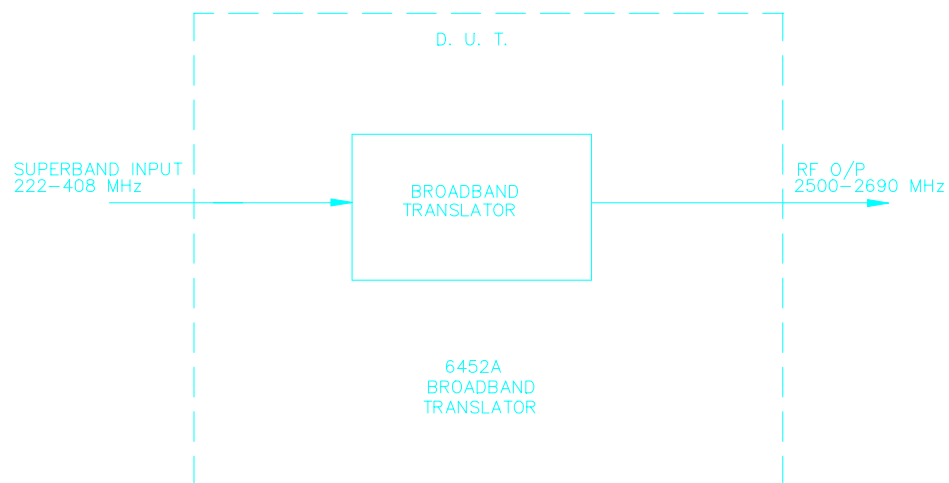 D. U. T.
SUPERBAND INPUT
222-408 MHz
BROADBAND
TRANSLATOR
RF O/P
2500-2690 MHz
6452A
BROADBAND
TRANSLATOR